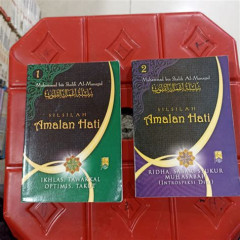 1
Muhammad bin Shalih Al-Munajjid
SILSILAH
Amalan Hati
IKHLAS, TAWAKKAL
OPTIMIS, TAKUT
2
Muhammad bin Shalih Al-Munajjid
SILSILAH
Amalan Hati
RIDHA, SABAR, SYUKUR
MUHASABAH
(INTROSPEKSI DIRI)